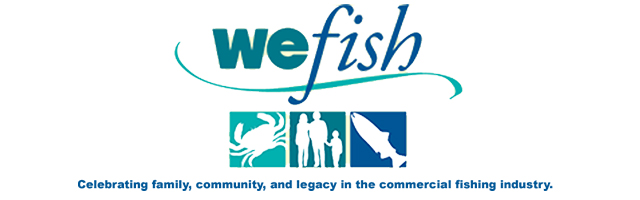 wefish
Celebrating family, community, and legacy in the commercial fishing industry.